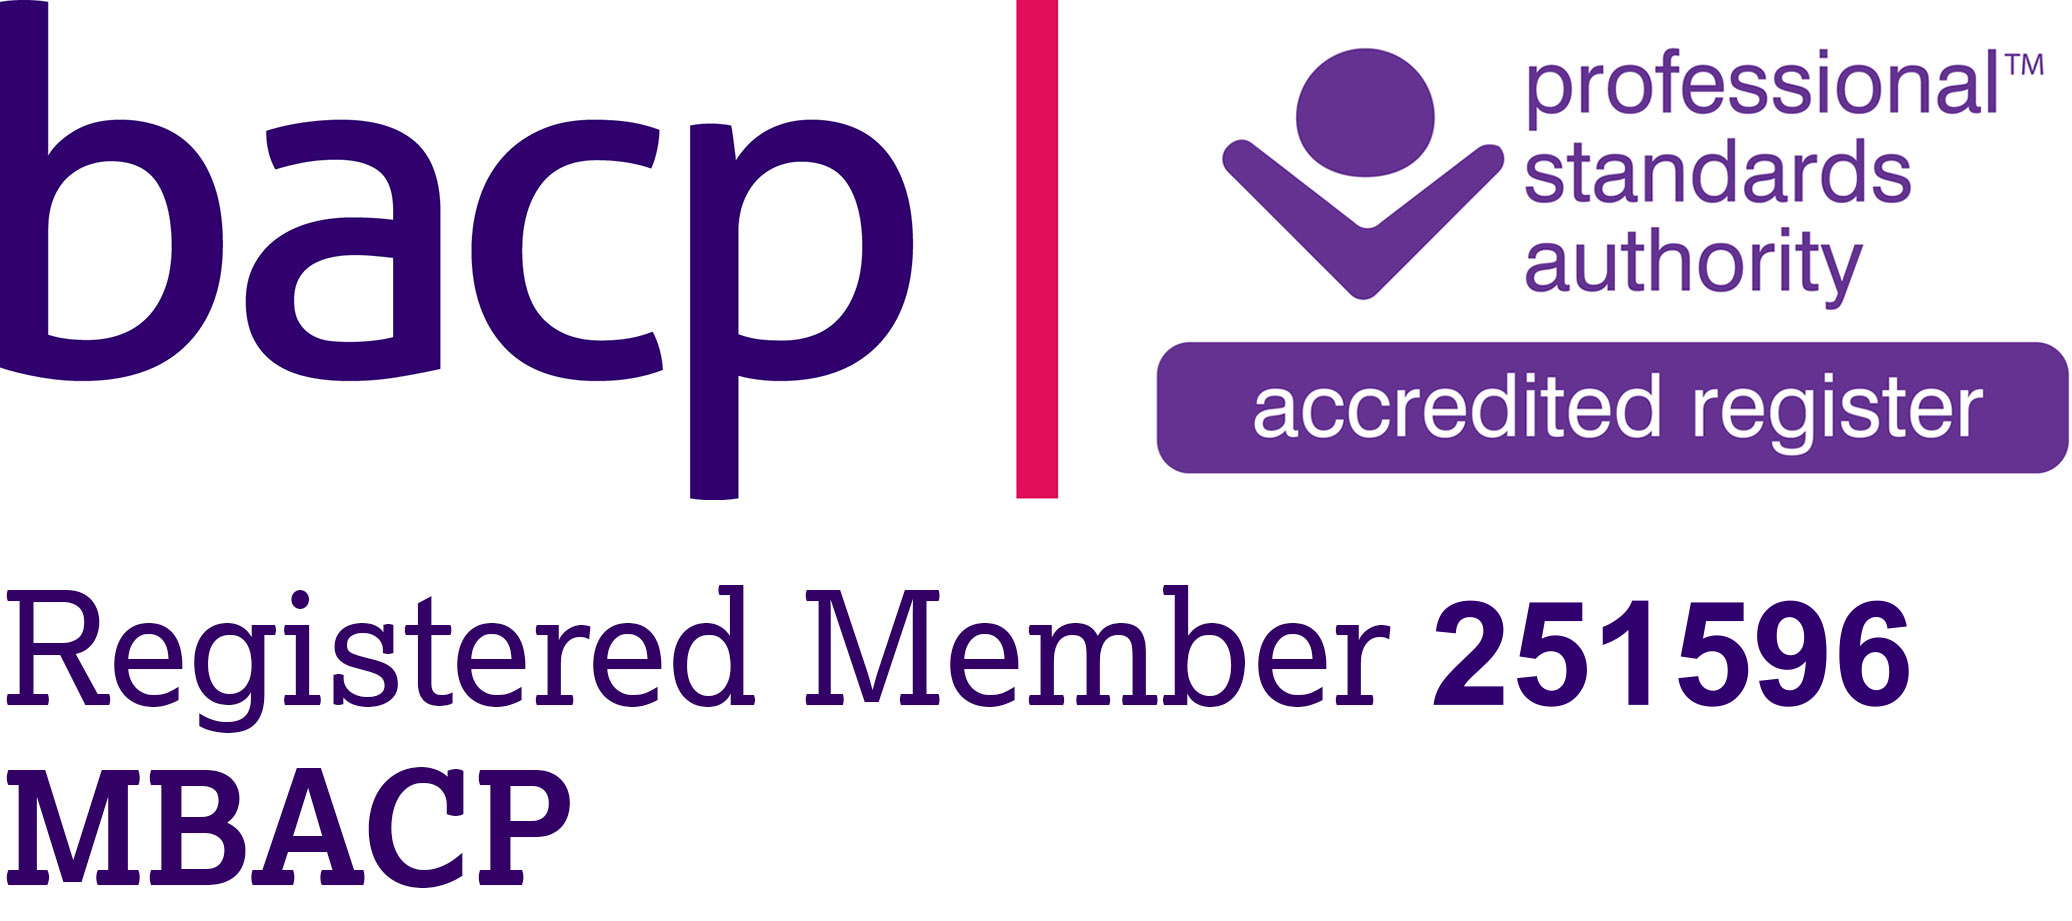 bacp
professional™
standards
authority
accredited register
Registered Member 251596
MBACP